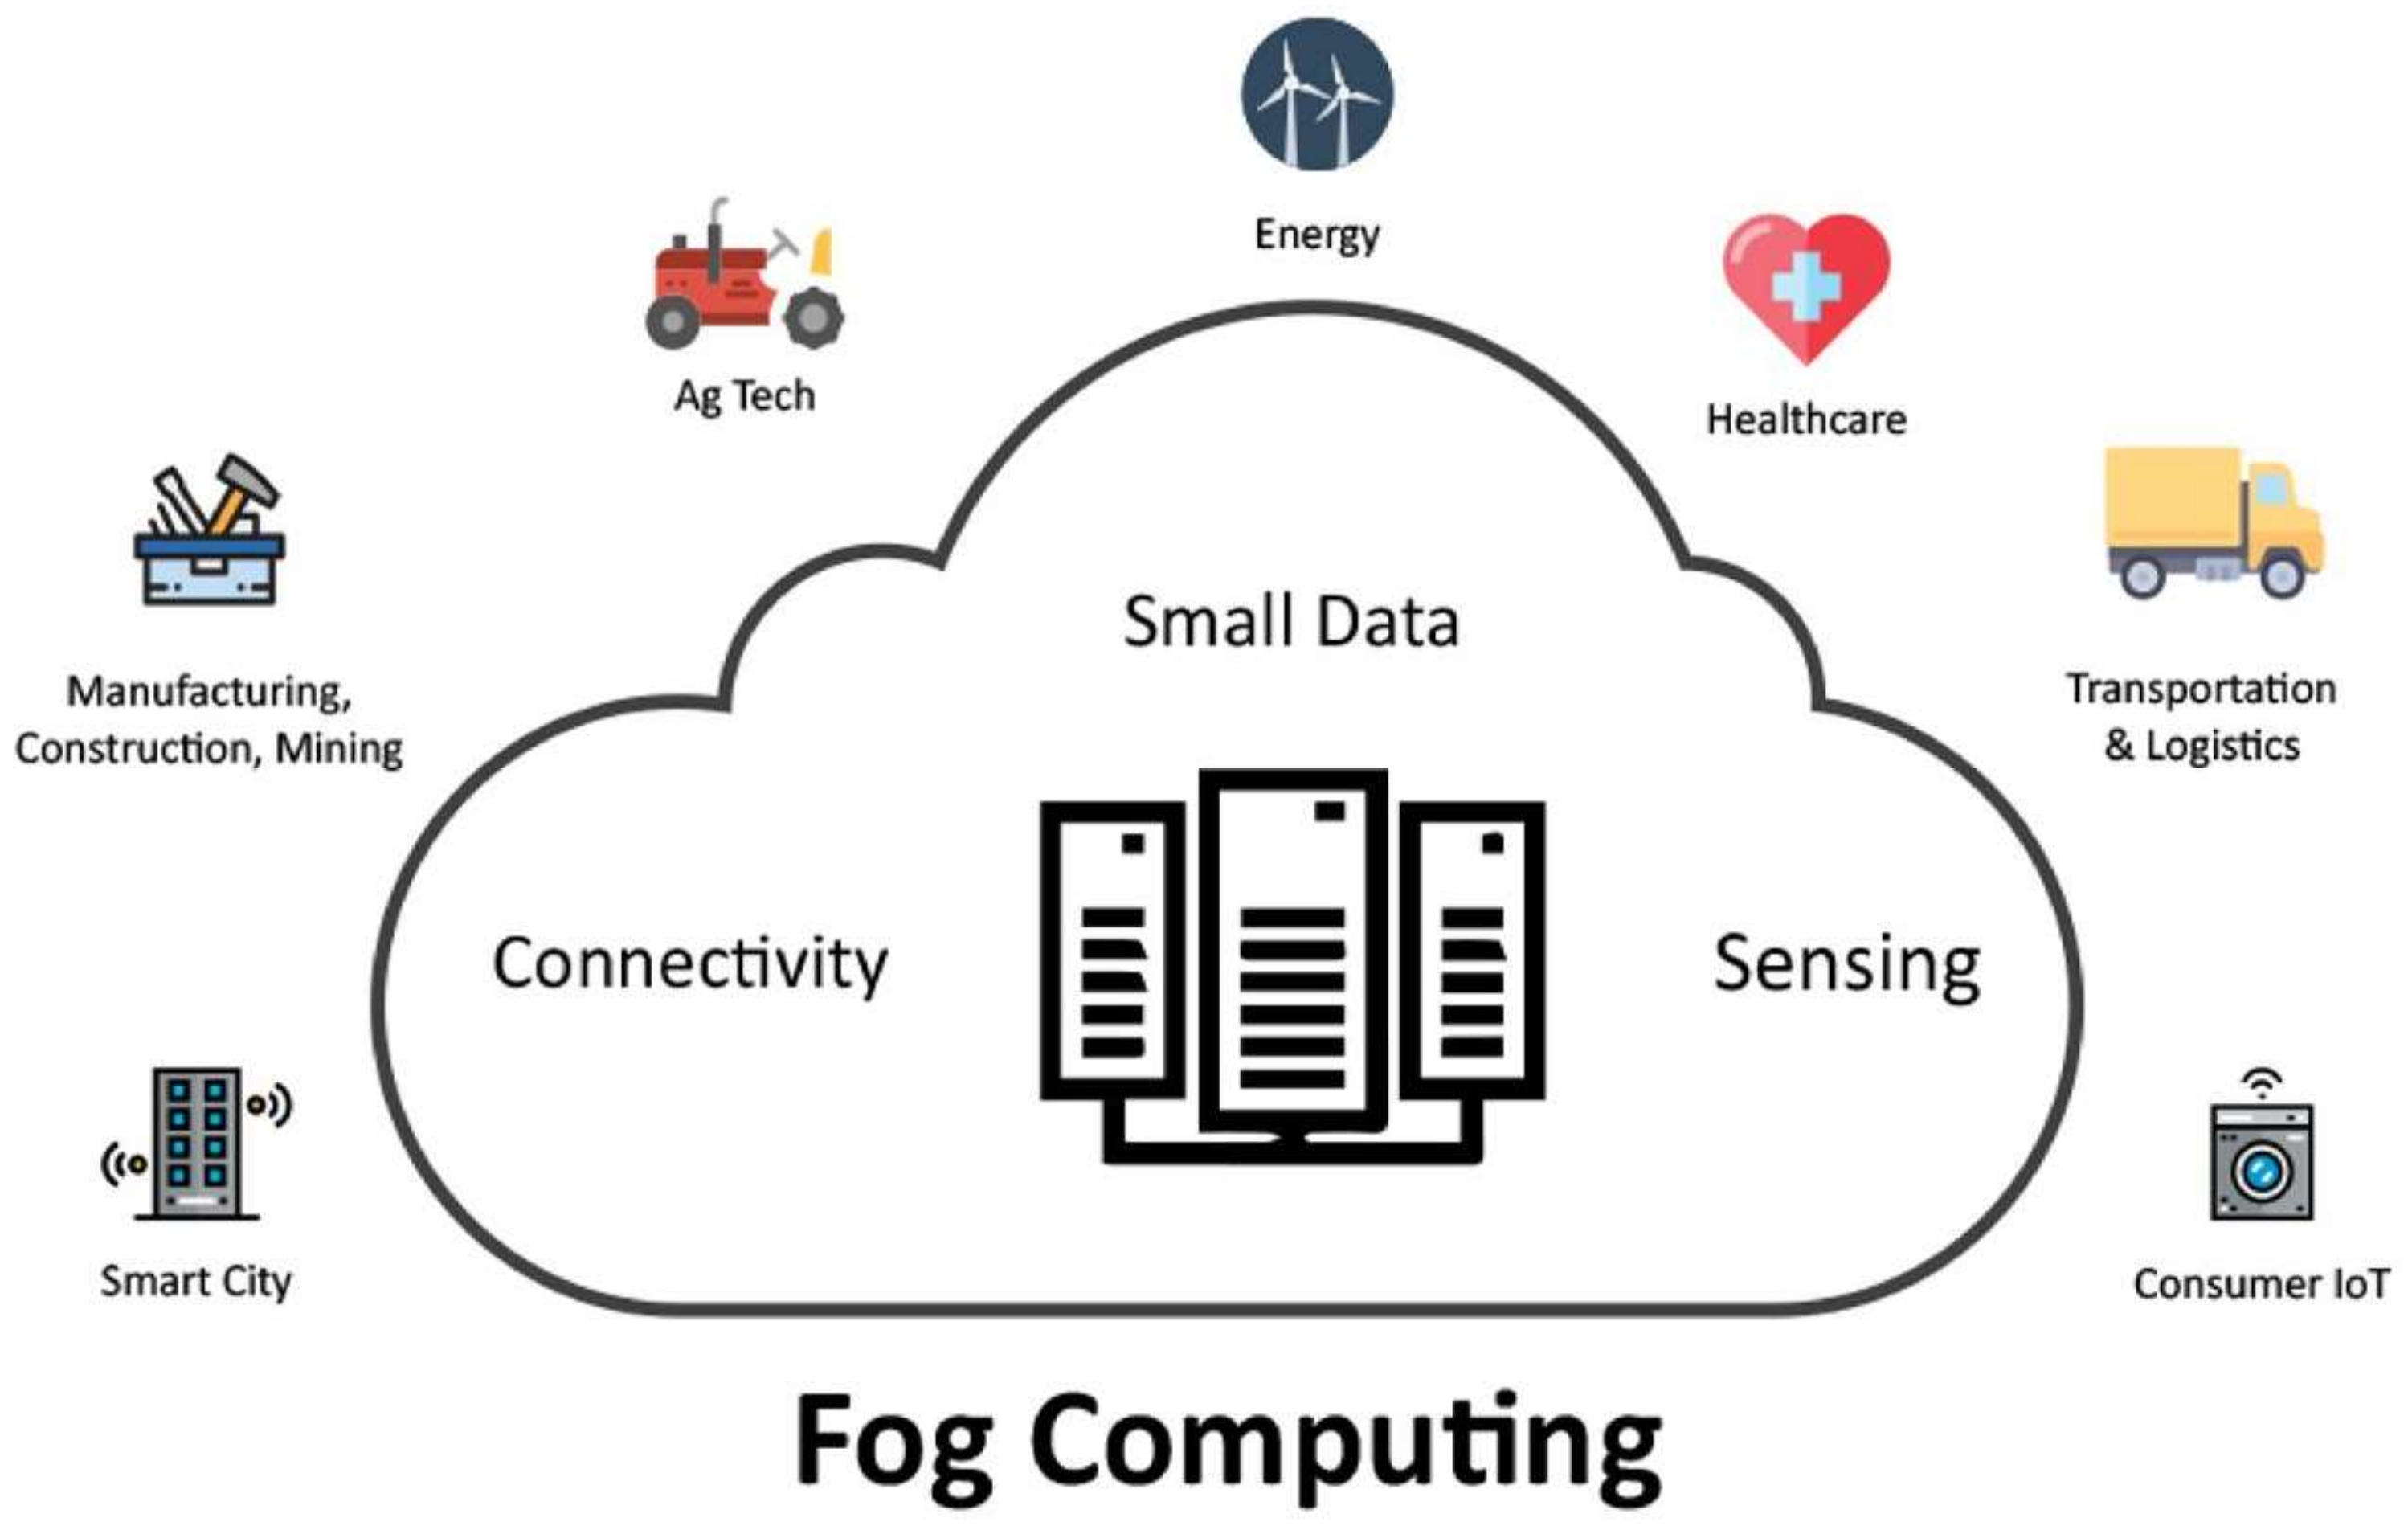 Energy
Ag Tech
Healthcare
Manufacturing,
Construction, Mining
Transportation
& Logistics
Small Data
Connectivity
Sensing
Smart City
Consumer IoT
Fog Computing